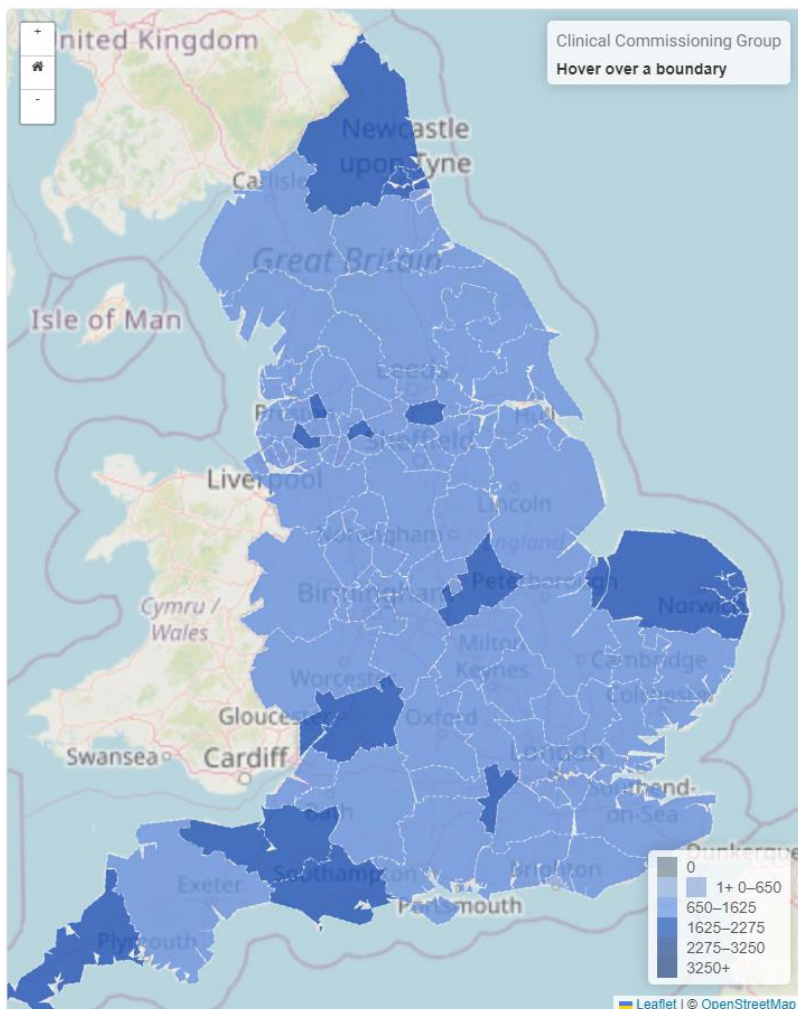 +
-
Clinical Commissioning Group
Hover over a boundary
United Kingdom
Newcastle
upon Tyne
Carlisle
Great Britain
Isle of Man
Leeds
Preston
Hull
Sheffield
Liverpool
Lincoln
Nottingham
England
Peterborough
Norwich
Birmingham
Cymru /
Wales
Milton
Keynes
Cambridge
Worcester
Colchester
Gloucester
Oxford
Swansea
Cardiff
London
Southend-
on-Sea
Bath
Dunkerque
Southampton
Brighton
Exeter
Portsmouth
Plymouth
0
1+ 0–650
650–1625
1625–2275
2275–3250
3250+
Leaflet | © OpenStreetMap